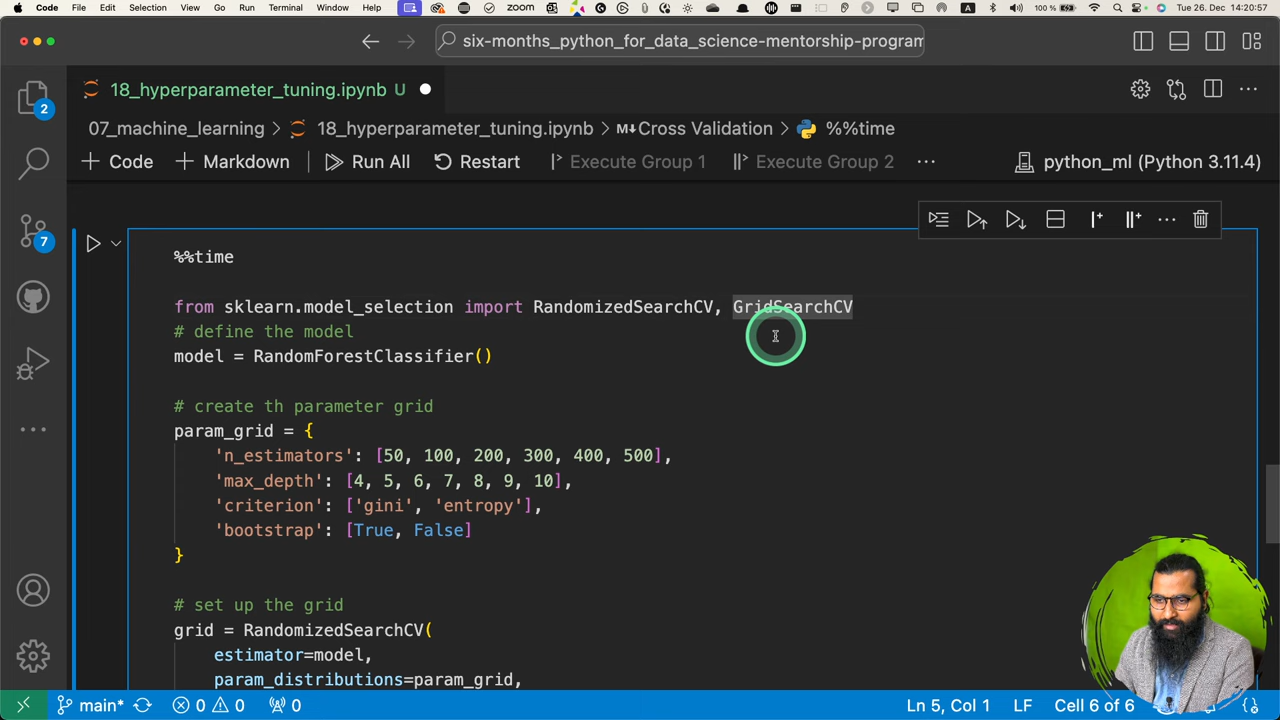 Code File Edit Selection View Go Run Terminal Window Help zoom A 100 % Tue 26. Dec 14:20:57
six-months_python_for_data_science-mentorship-program
18_hyperparameter_tuning.ipynb U
07_machine_learning > 18_hyperparameter_tuning.ipynb > M↓Cross Validation > %%time
+ Code + Markdown Run All Restart Execute Group 1 Execute Group 2 ... python_ml (Python 3.11.4)
2
7
%%time
from sklearn.model_selection import RandomizedSearchCV, GridSearchCV
# define the model
model = RandomForestClassifier()
# create th parameter grid
param_grid = {
'n_estimators': [50, 100, 200, 300, 400, 500],
'max_depth': [4, 5, 6, 7, 8, 9, 10],
'criterion': ['gini', 'entropy'],
'bootstrap': [True, False]
}
# set up the grid
grid = RandomizedSearchCV(
estimator=model,
param_distributions=param_grid,
main* 0 0 0 Ln 5, Col 1 LF Cell 6 of 6